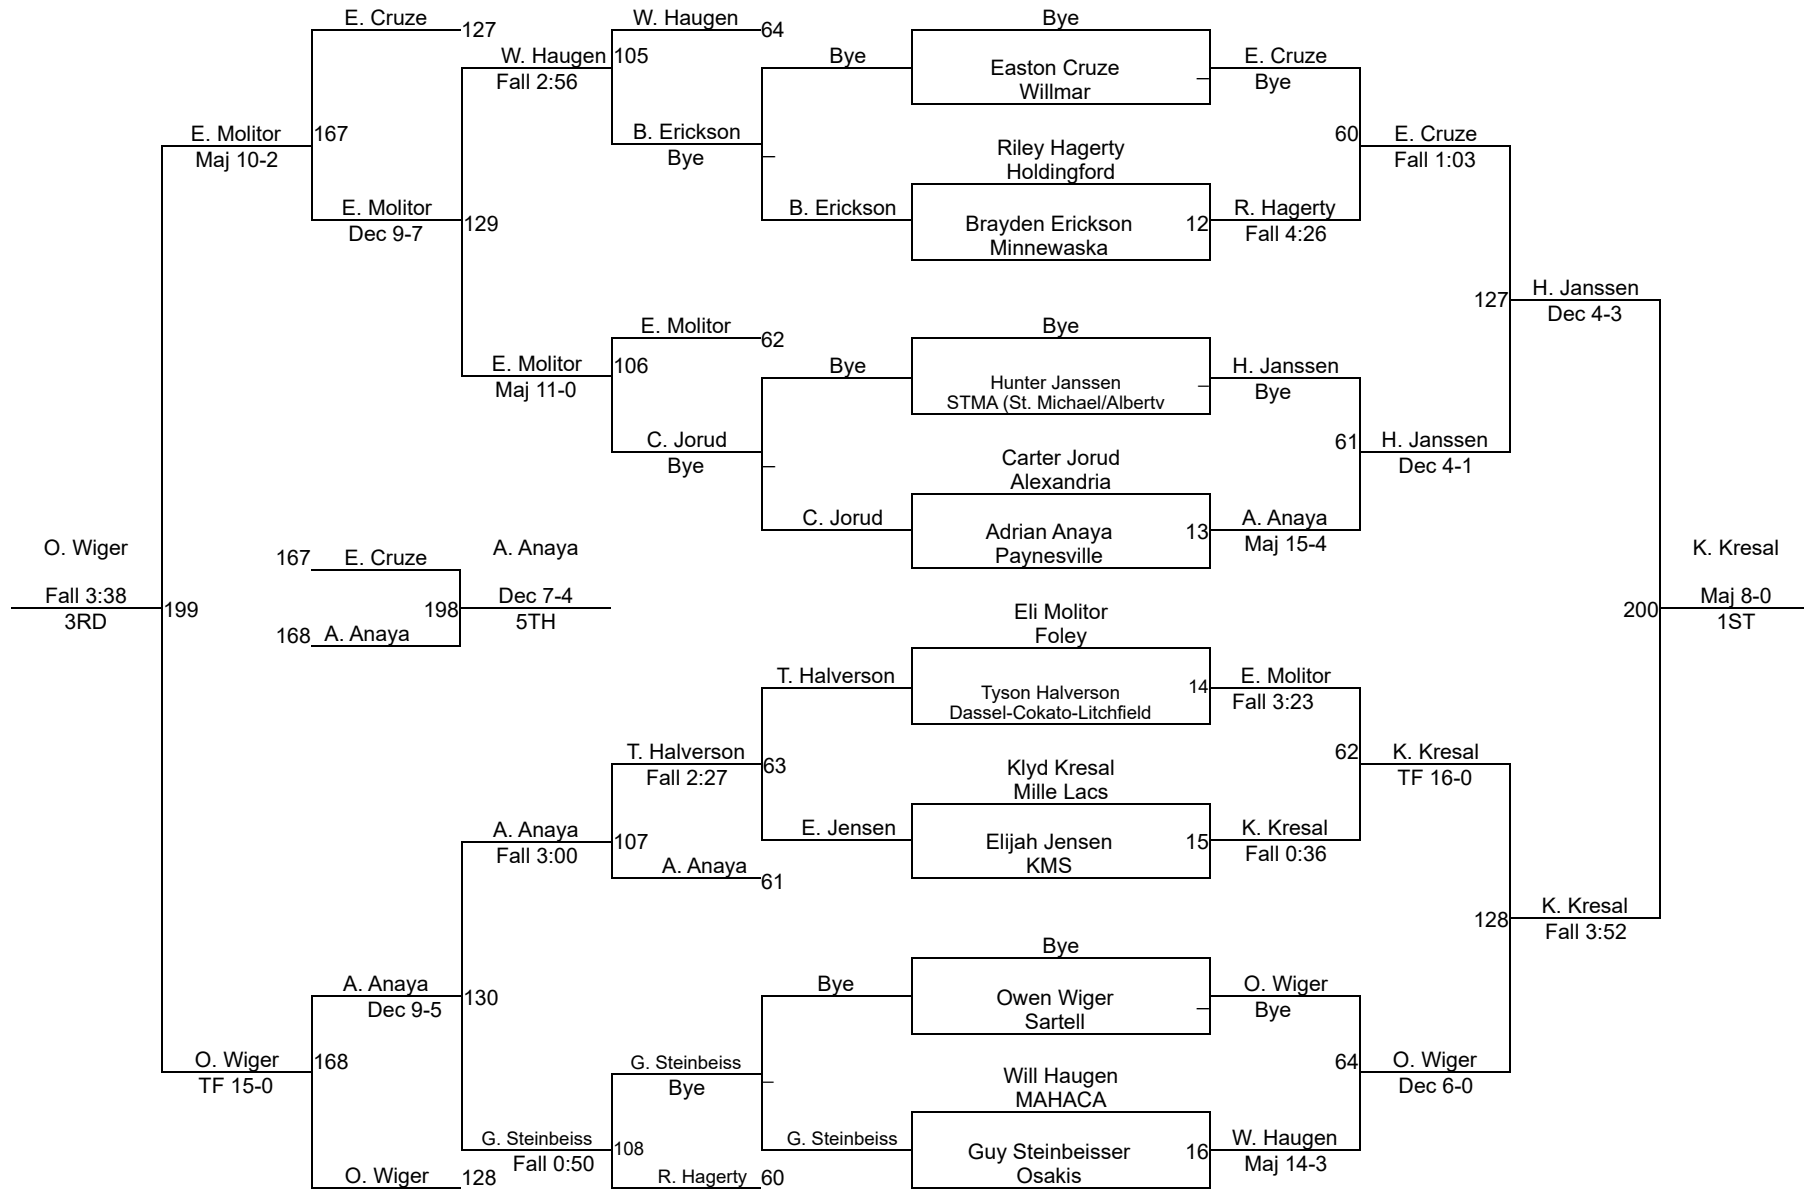 E. Cruze
127
W. Haugen
64
Bye
W. Haugen
105
Fall 2:56
Bye
Easton Cruze
Willmar
E. Cruze
Bye
E. Molitor
167
Maj 10-2
B. Erickson
Bye
Riley Hagerty
Holdingford
60
E. Cruze
Fall 1:03
E. Molitor
Dec 9-7
129
B. Erickson
Brayden Erickson
Minnewaska
12
R. Hagerty
Fall 4:26
127
H. Janssen
Dec 4-3
E. Molitor
62
Bye
E. Molitor
106
Maj 11-0
Bye
Hunter Janssen
STMA (St. Michael/Albertv
H. Janssen
Bye
C. Jorud
Bye
Carter Jorud
Alexandria
61
H. Janssen
Dec 4-1
C. Jorud
Adrian Anaya
Paynesville
13
A. Anaya
Maj 15-4
O. Wiger
Fall 3:38
3RD
199
167
E. Cruze
168
A. Anaya
198
A. Anaya
Dec 7-4
5TH
K. Kresal
200
Maj 8-0
1ST
Eli Molitor
Foley
T. Halverson
Tyson Halverson
Dassel-Cokato-Litchfield
14
E. Molitor
Fall 3:23
T. Halverson
Fall 2:27
63
Klyd Kresal
Mille Lacs
62
K. Kresal
TF 16-0
A. Anaya
Fall 3:00
107
E. Jensen
Elijah Jensen
KMS
15
K. Kresal
Fall 0:36
A. Anaya
61
128
K. Kresal
Fall 3:52
Bye
A. Anaya
Dec 9-5
130
Bye
Owen Wiger
Sartell
O. Wiger
Bye
O. Wiger
168
TF 15-0
G. Steinbeiss
Bye
Will Haugen
MAHACA
64
O. Wiger
Dec 6-0
G. Steinbeiss
Fall 0:50
108
G. Steinbeiss
Guy Steinbeisser
Osakis
16
W. Haugen
Maj 14-3
O. Wiger
128
R. Hagerty
60